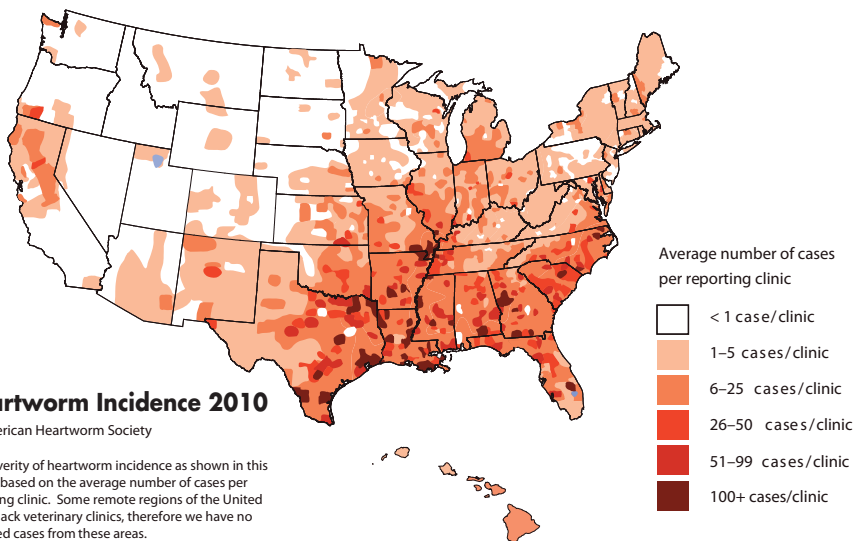 artworm Incidence 2010
erican Heartworm Society
verity of heartworm incidence as shown in this
based on the average number of cases per
ng clinic. Some remote regions of the United
ack veterinary clinics, therefore we have no
ed cases from these areas.
Average number of cases
per reporting clinic
< 1 case/clinic
1–5 cases/clinic
6–25 cases/clinic
26–50 cases/clinic
51–99 cases/clinic
100+ cases/clinic